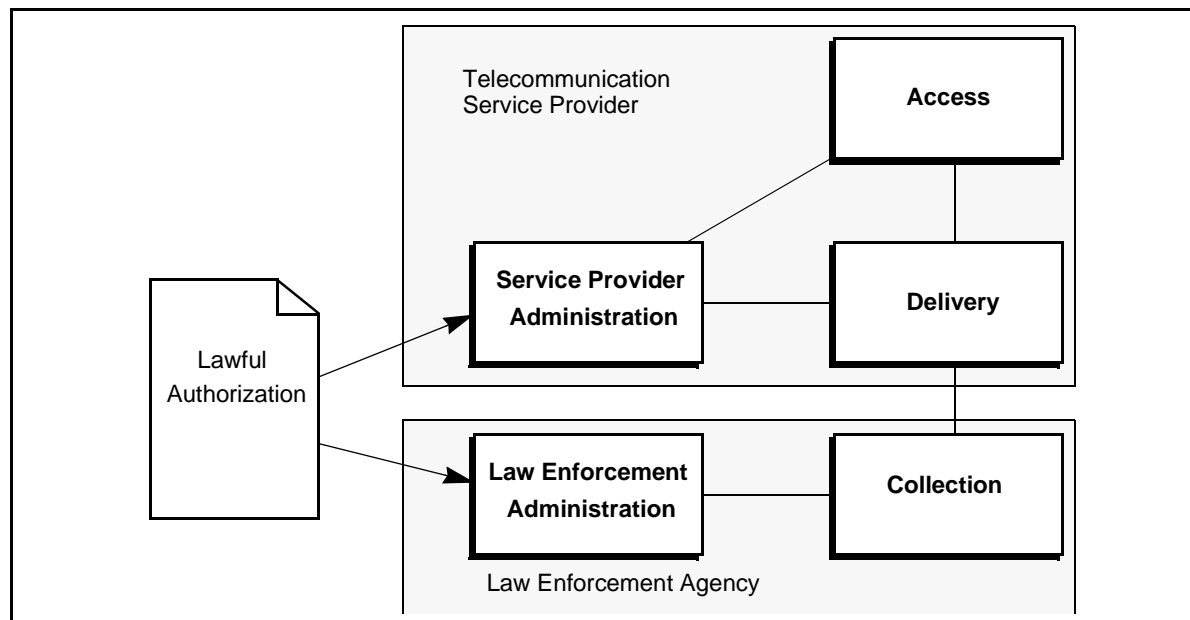 Telecommunication
Service Provider
Access
Service Provider
Administration
Delivery
Lawful
Authorization
Law Enforcement
Administration
Collection
Law Enforcement Agency